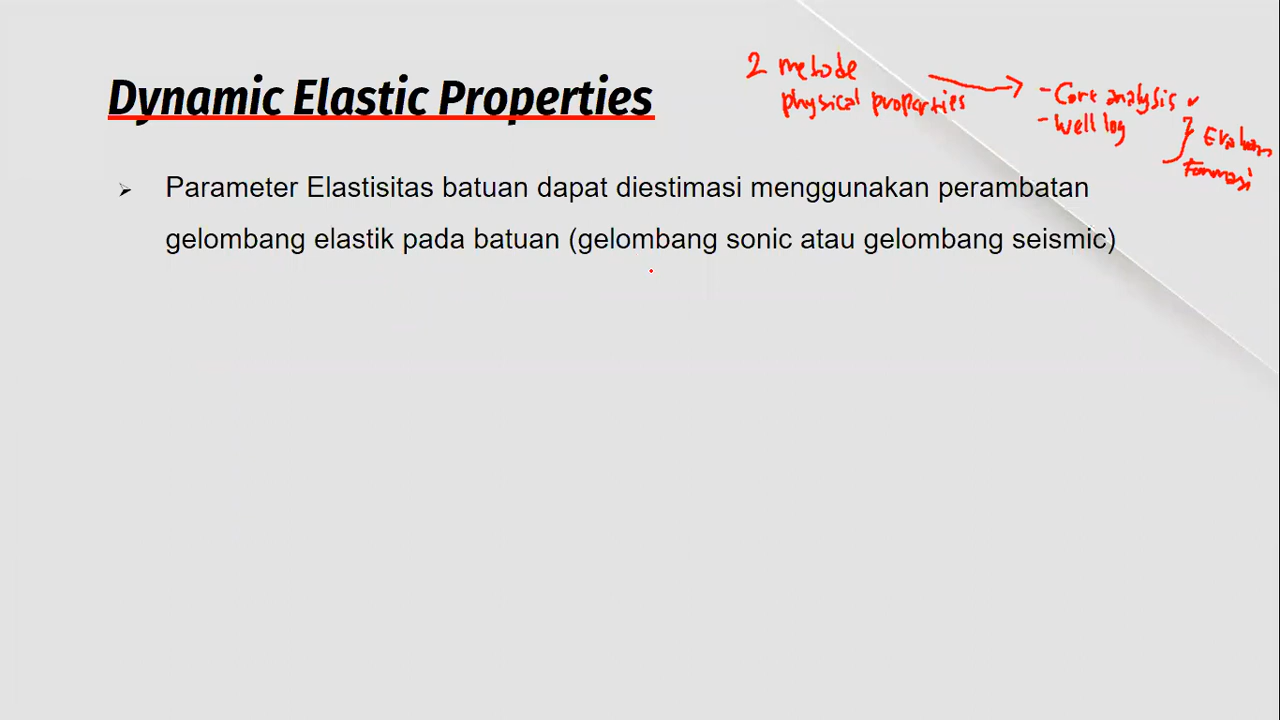 Dynamic Elastic Properties
2 metode
physical properties
- Core analysis
- Well log
Formasi
➢ Parameter Elastisitas batuan dapat diestimasi menggunakan perambatan
gelombang elastik pada batuan (gelombang sonic atau gelombang seismic)